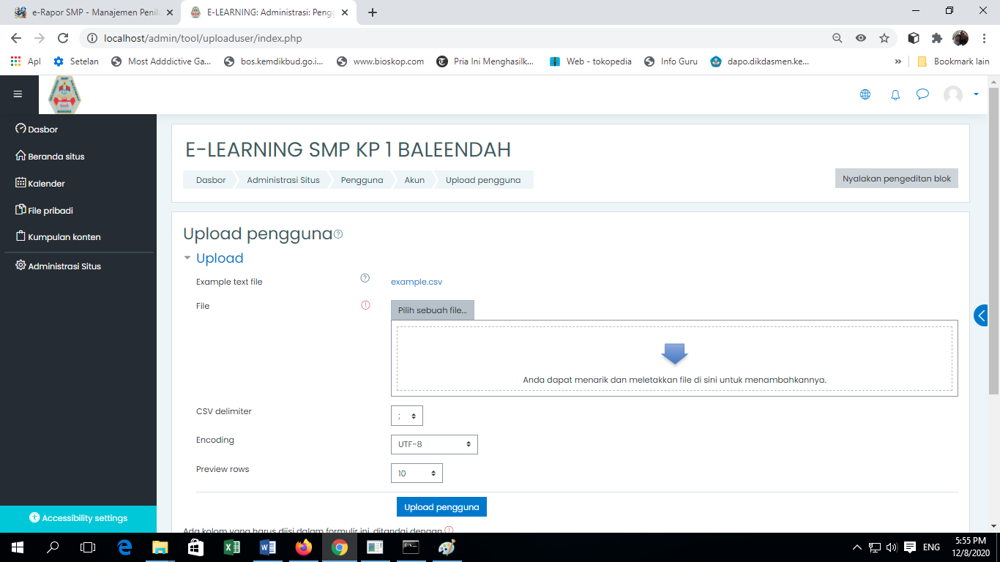 e-Rapor SMP - Manajemen Penil
E-LEARNING: Administrasi: Pengg
localhost/admin/tool/uploaduser/index.php
Apl
Setelan
Most Adddictive Ga...
bos.kemdikbud.go.i...
www.bioskop.com
Pria Ini Menghasilk...
Web - tokopedia
Info Guru
dapo.dikdasmen.ke...
»
Bookmark lain
Dasbor
Beranda situs
Kalender
File pribadi
Kumpulan konten
Administrasi Situs
Accessibility settings
E-LEARNING SMP KP 1 BALEENDAH
Dasbor
Administrasi Situs
Pengguna
Akun
Upload pengguna
Nyalakan pengeditan blok
Upload pengguna
Upload
Example text file
example.csv
File
Pilih sebuah file...
Anda dapat menarik dan meletakkan file di sini untuk menambahkannya.
CSV delimiter
;
Encoding
UTF-8
Preview rows
10
Upload pengguna
Ada kolom yang harus diisi dalam formulir ini, ditandai dengan
ENG
5:55 PM
12/8/2020